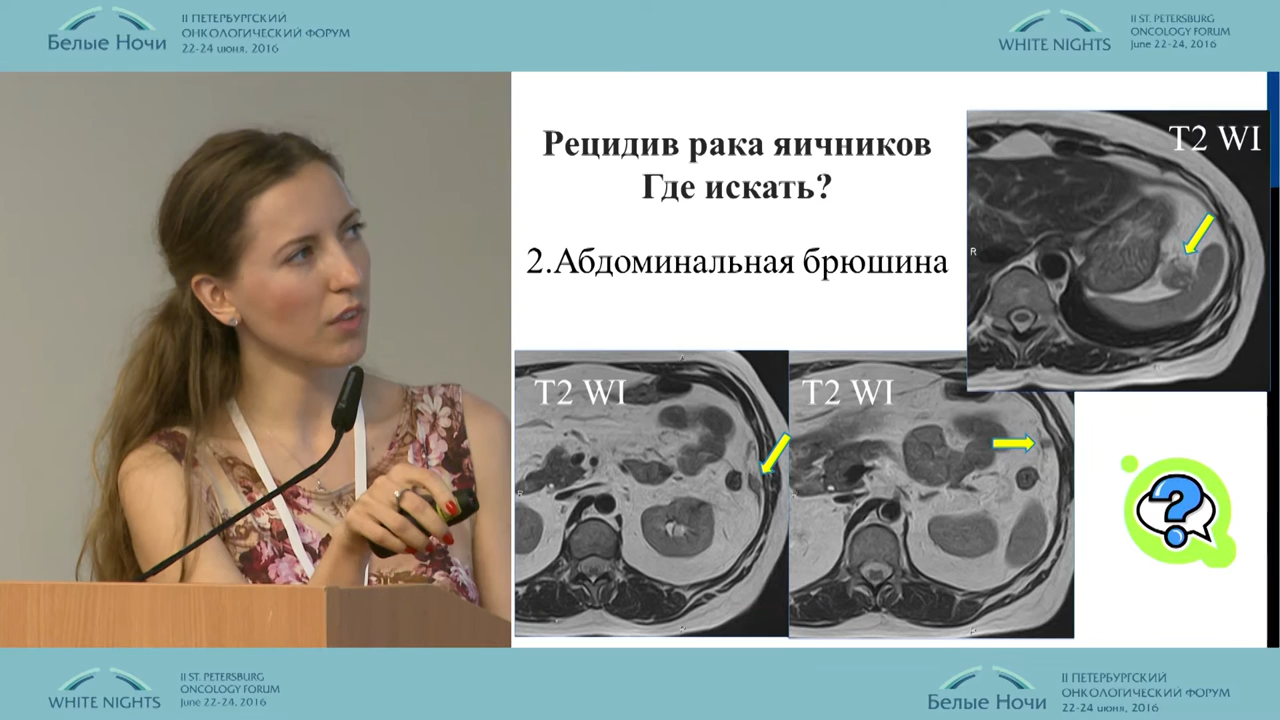 Белые Ночи
II ПЕТЕРБУРГСКИЙ
ОНКОЛОГИЧЕСКИЙ ФОРУМ
22-24 июня, 2016
WHITE NIGHTS
II ST. PETERSBURG
ONCOLOGY FORUM
June 22-24, 2016
Рецидив рака яичников
Где искать?
2.Абдоминальная брюшина
T2 WI
R
T2 WI
T2 WI
?
WHITE NIGHTS
II ST. PETERSBURG
ONCOLOGY FORUM
June 22-24, 2016
Белые Ночи
II ПЕТЕРБУРГСКИЙ
ОНКОЛОГИЧЕСКИЙ ФОРУМ
22-24 июня, 2016